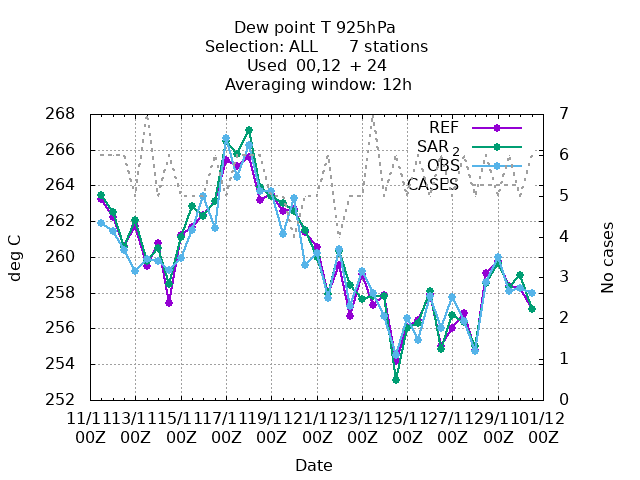 Dew point T 925hPa
Selection: ALL 7 stations
Used 00,12 + 24
Averaging window: 12h
268 7
REF
SAR 2
266 6
OBS
264 CASES 5
262 4
260 3
258 2
256
254 1
252 0
deg C
No cases
11/11 13/11 15/11 17/11 19/11 21/11 23/11 25/11 27/11 29/11 01/12
00Z 00Z 00Z 00Z 00Z 00Z 00Z 00Z 00Z 00Z 00Z
Date